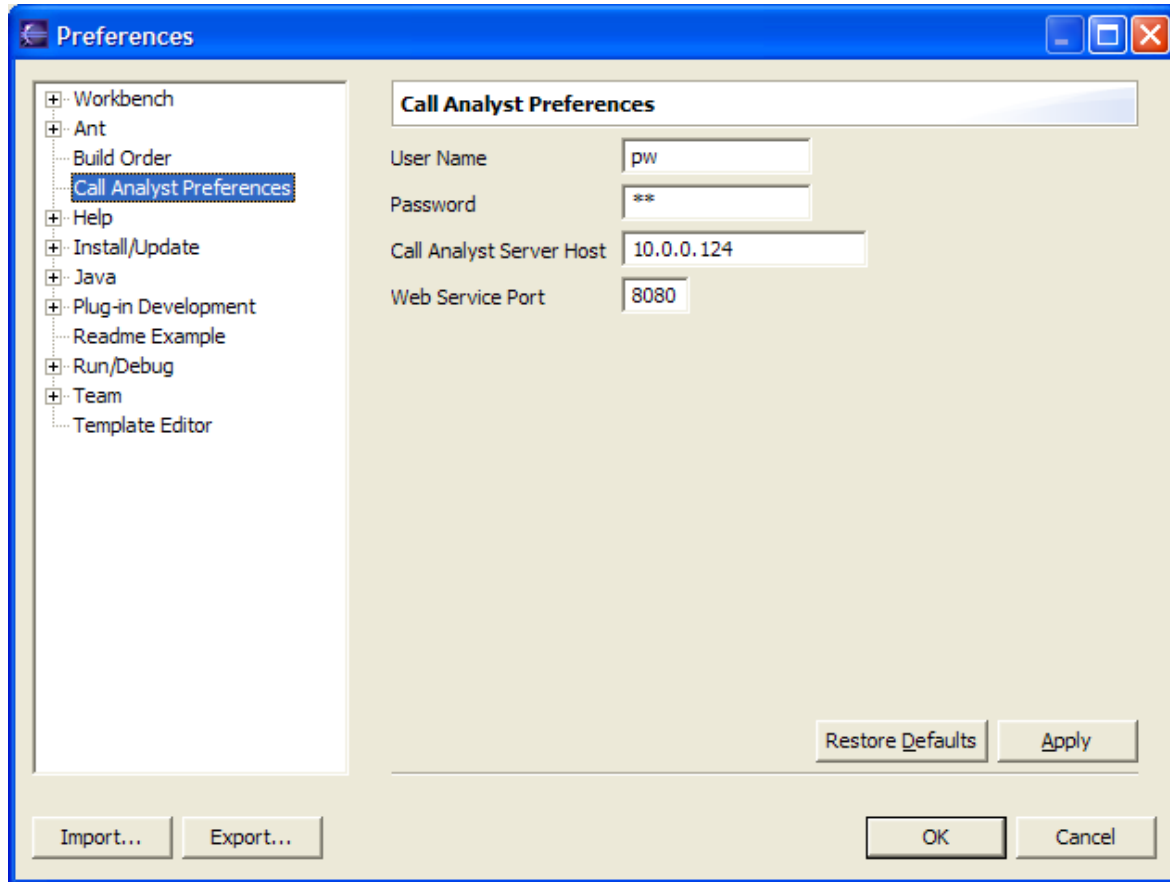 Preferences
Workbench
Ant
Build Order
Call Analyst Preferences
Help
Install/Update
Java
Plug-in Development
Readme Example
Run/Debug
Team
Template Editor
Call Analyst Preferences
User Name pw
Password **
Call Analyst Server Host 10.0.0.124
Web Service Port 8080
Restore Defaults Apply
Import... Export... OK Cancel